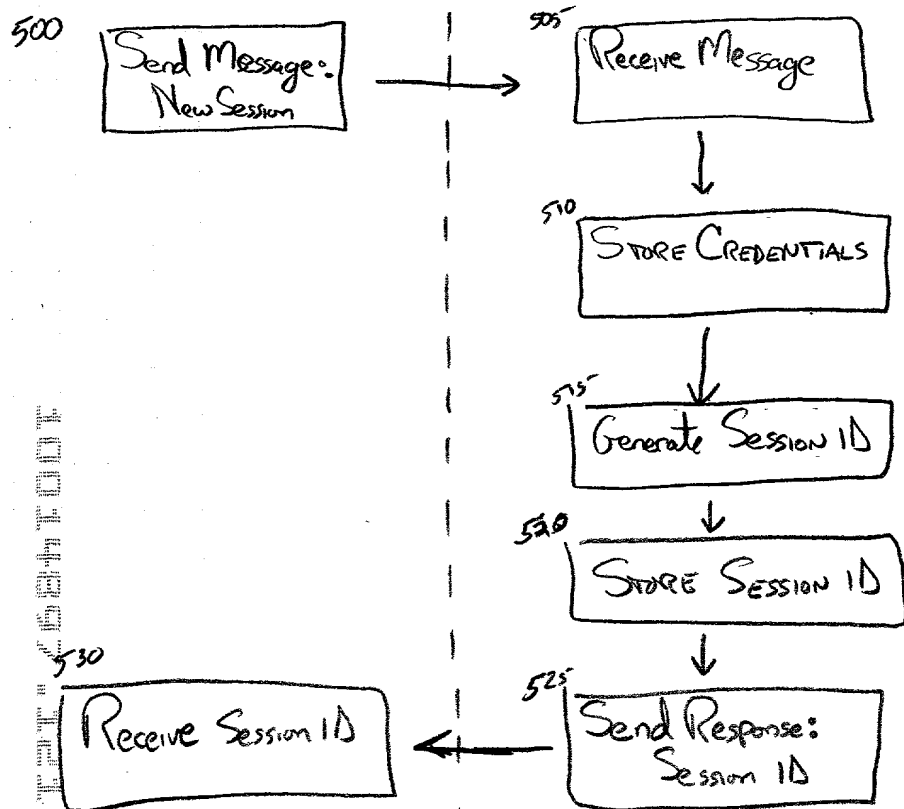 500
Send Message:
New Session
505
Receive Message
510
STORE CREDENTIALS
515
Generate SESSION ID
520
STORE SESSION ID
525
Send Response:
Session ID
530
Receive Session ID